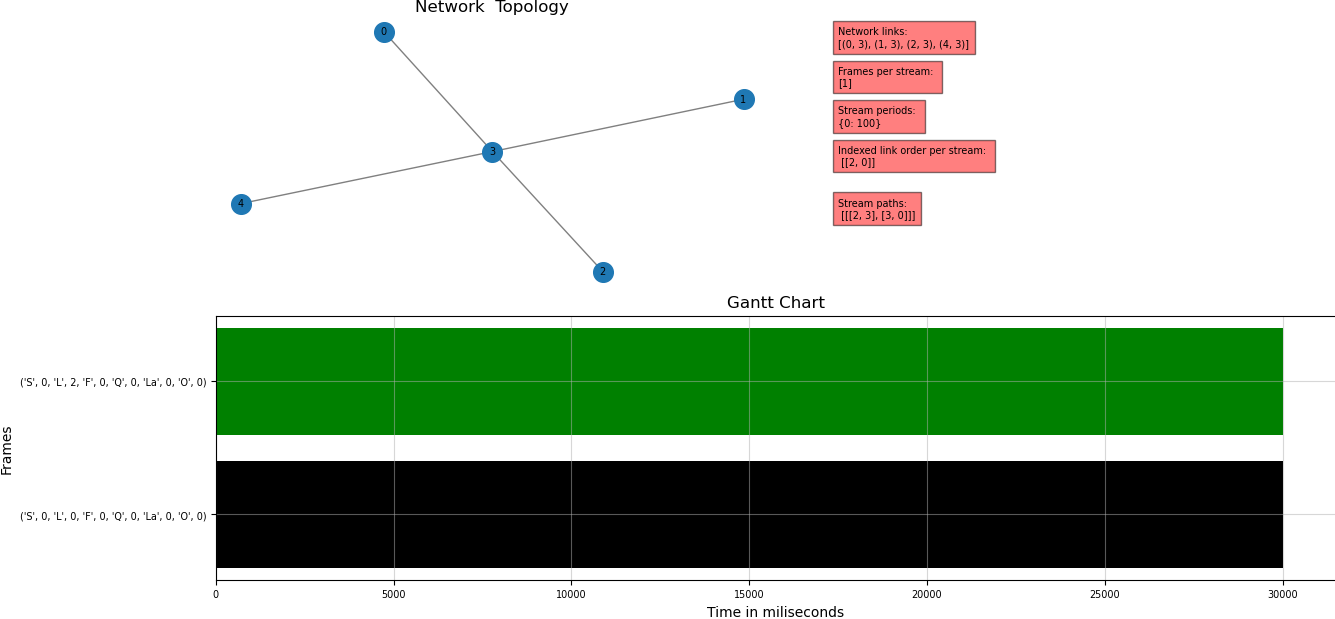 Network  Topology
0
1
3
4
2
Network links:
[(0, 3), (1, 3), (2, 3), (4, 3)]
Frames per stream:
[1]
Stream periods:
{0: 100}
Indexed link order per stream:
[[2, 0]]
Stream paths:
[[[2, 3], [3, 0]]]
Gantt Chart
Frames
('S', 0, 'L', 2, 'F', 0, 'Q', 0, 'La', 0, 'O', 0)
('S', 0, 'L', 0, 'F', 0, 'Q', 0, 'La', 0, 'O', 0)
0 5000 10000 15000 20000 25000 30000
Time in miliseconds